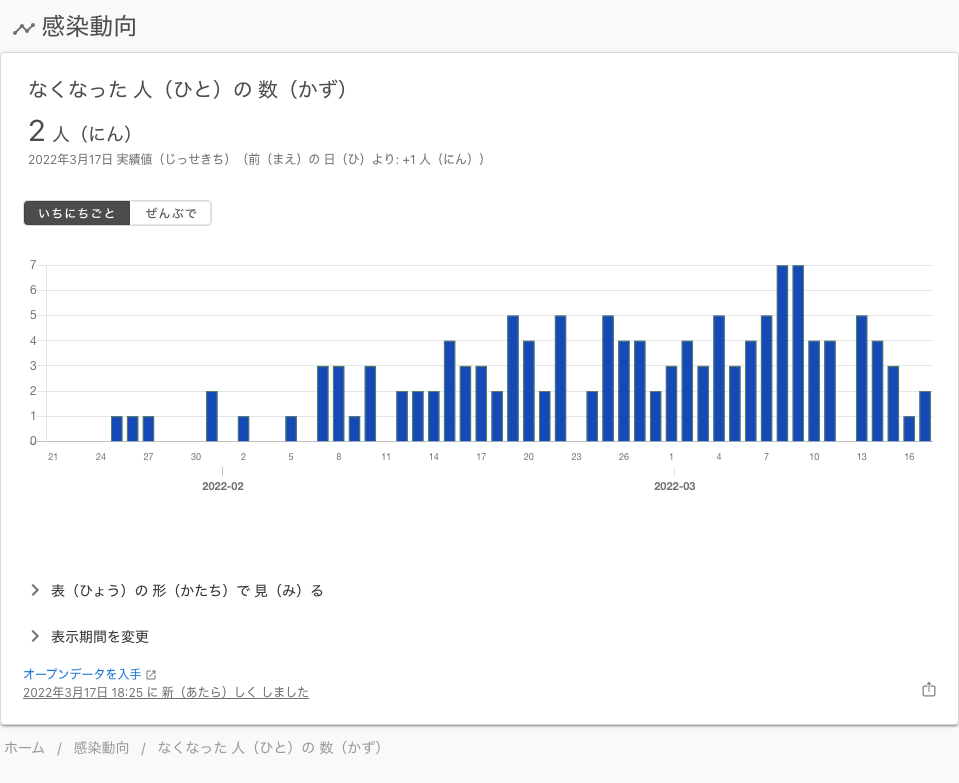 感染動向
なくなった 人（ひと）の 数（かず）
2 人（にん）
2022年3月17日 実績値（じっせきち）（前（まえ）の 日（ひ）より: +1 人（にん））
いちにちごと ぜんぶで
7
6
5
4
3
2
1
0
21 24 27 30 2 5 8 11 14 17 20 23 26 1 4 7 10 13 16
2022-02 2022-03
表（ひょう）の 形（かたち）で 見（み）る
表示期間を変更
オープンデータを入手
2022年3月17日 18:25 に 新（あたら）しく しました
ホーム / 感染動向 / なくなった 人（ひと）の 数（かず）